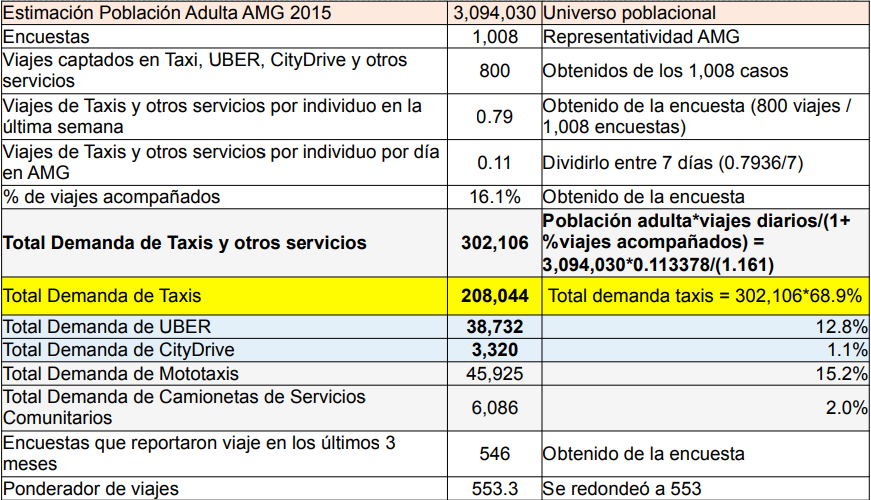 Estimación Población Adulta AMG 2015 3,094,030 Universo poblacional
Encuestas 1,008 Representatividad AMG
Viajes captados en Taxi, UBER, CityDrive y otros
servicios 800 Obtenidos de los 1,008 casos
Viajes de Taxis y otros servicios por individuo en la
última semana 0.79 Obtenido de la encuesta (800 viajes /
1,008 encuestas)
Viajes de Taxis y otros servicios por individuo por día
en AMG 0.11 Dividirlo entre 7 días (0.7936/7)
% de viajes acompañados 16.1% Obtenido de la encuesta
Total Demanda de Taxis y otros servicios 302,106 Población adulta*viajes diarios/(1+
%viajes acompañados) =
3,094,030*0.113378/(1.161)
Total Demanda de Taxis 208,044 Total demanda taxis = 302,106*68.9%
Total Demanda de UBER 38,732 12.8%
Total Demanda de CityDrive 3,320 1.1%
Total Demanda de Mototaxis 45,925 15.2%
Total Demanda de Camionetas de Servicios
Comunitarios 6,086 2.0%
Encuestas que reportaron viaje en los últimos 3
meses 546 Obtenido de la encuesta
Ponderador de viajes 553.3 Se redondeó a 553